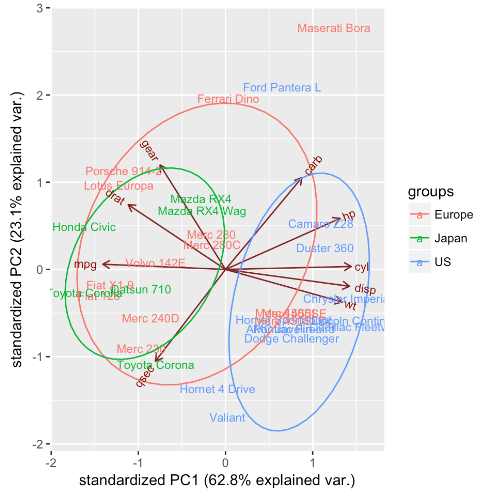 3
Maserati Bora
Ford Pantera L
2
Ferrari Dino
gear
carb
Porsche 914-2
Lotus Europa
1
drat
Mazda RX4
Mazda RX4 Wag
hp
Honda Civic
Camaro Z28
Merc 230
Merc 280C
Duster 360
mpg
Volvo 142E
cyl
0
Fiat X1-9
Datsun 710
disp
Toyota Corolla
Chrysler Imperial
wt
Merc 240D
Dodge Challenger
-1
Toyota Corona
qsec
Hornet 4 Drive
Valiant
-2
-2
-1
0
1
standardized PC1 (62.8% explained var.)
standardized PC2 (23.1% explained var.)
groups
a Europe
a Japan
a US